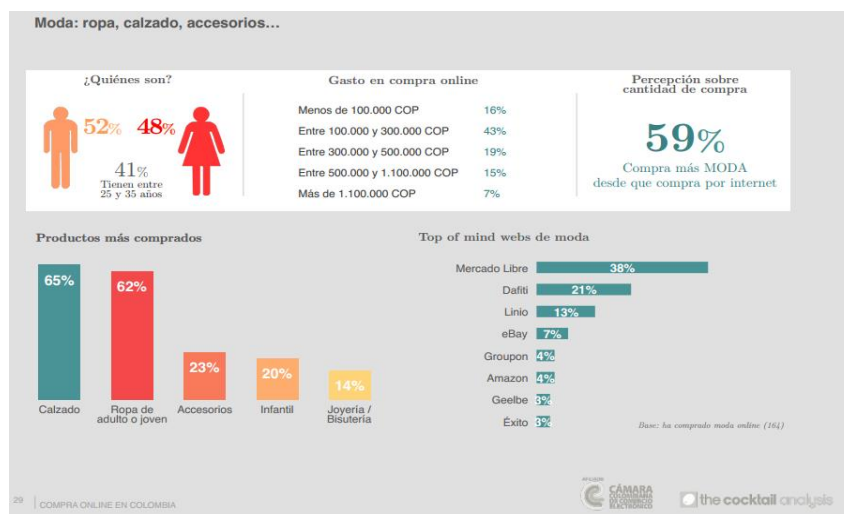 Moda: ropa, calzado, accesorios…
¿Quiénes son?
52% 48%
41%
Tienen entre
25 y 35 años
Gasto en compra online
Menos de 100.000 COP 16%
Entre 100.000 y 300.000 COP 43%
Entre 300.000 y 500.000 COP 19%
Entre 500.000 y 1.100.000 COP 15%
Más de 1.100.000 COP 7%
Percepción sobre
cantidad de compra
59%
Compra más MODA
desde que compra por internet
Productos más comprados
65%
62%
23%
20%
14%
Calzado
Ropa de
adulto o joven
Accesorios
Infantil
Joyería /
Bisutería
Top of mind webs de moda
Mercado Libre 38%
Dafiti 21%
Linio 13%
eBay 7%
Groupon 4%
Amazon 4%
Geelbe 3%
Éxito 3%
Base: ha comprado moda online (164)
29 COMPRA ONLINE EN COLOMBIA
CÁMARA
COLOMBIANA
DE COMERCIO
ELECTRÓNICO
the cocktail analysis